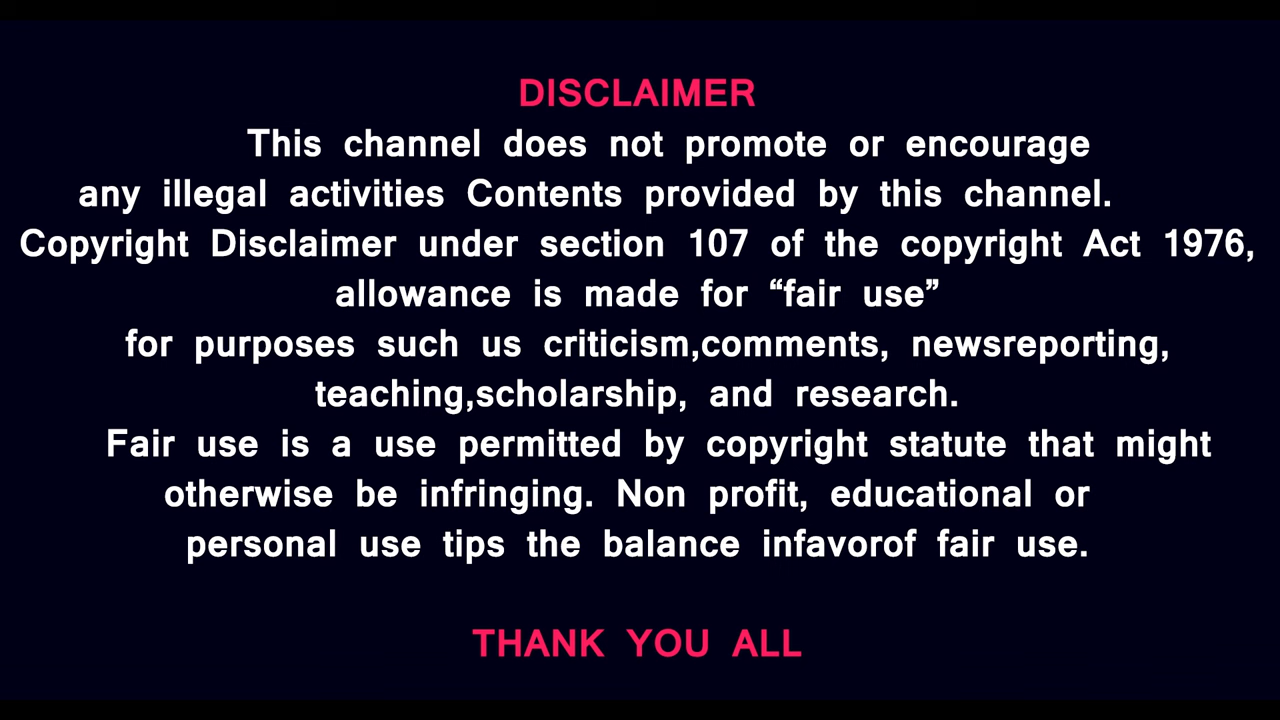 DISCLAIMER
This channel does not promote or encourage
any illegal activities Contents provided by this channel.
Copyright Disclaimer under section 107 of the copyright Act 1976,
allowance is made for “fair use”
for purposes such us criticism,comments, newsreporting,
teaching,scholarship, and research.
Fair use is a use permitted by copyright statute that might
otherwise be infringing. Non profit, educational or
personal use tips the balance infavorof fair use.
THANK YOU ALL